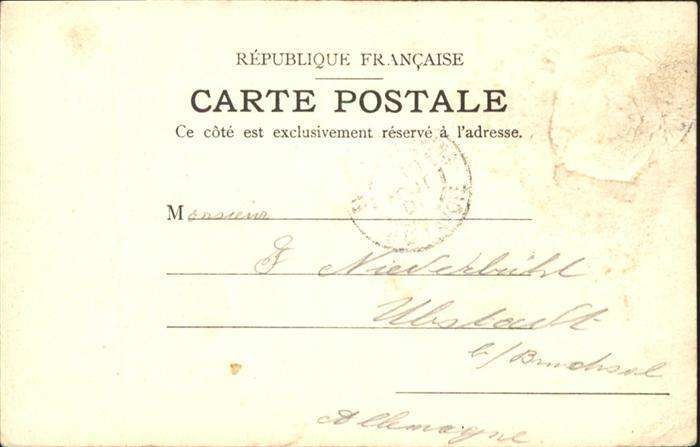 RÉPUBLIQUE FRANÇAISE
CARTE POSTALE
Ce côté est exclusivement réservé à l'adresse.
Monsieur
F Niederbühl
Ubstadt
b/Bruchsal
Allemagne